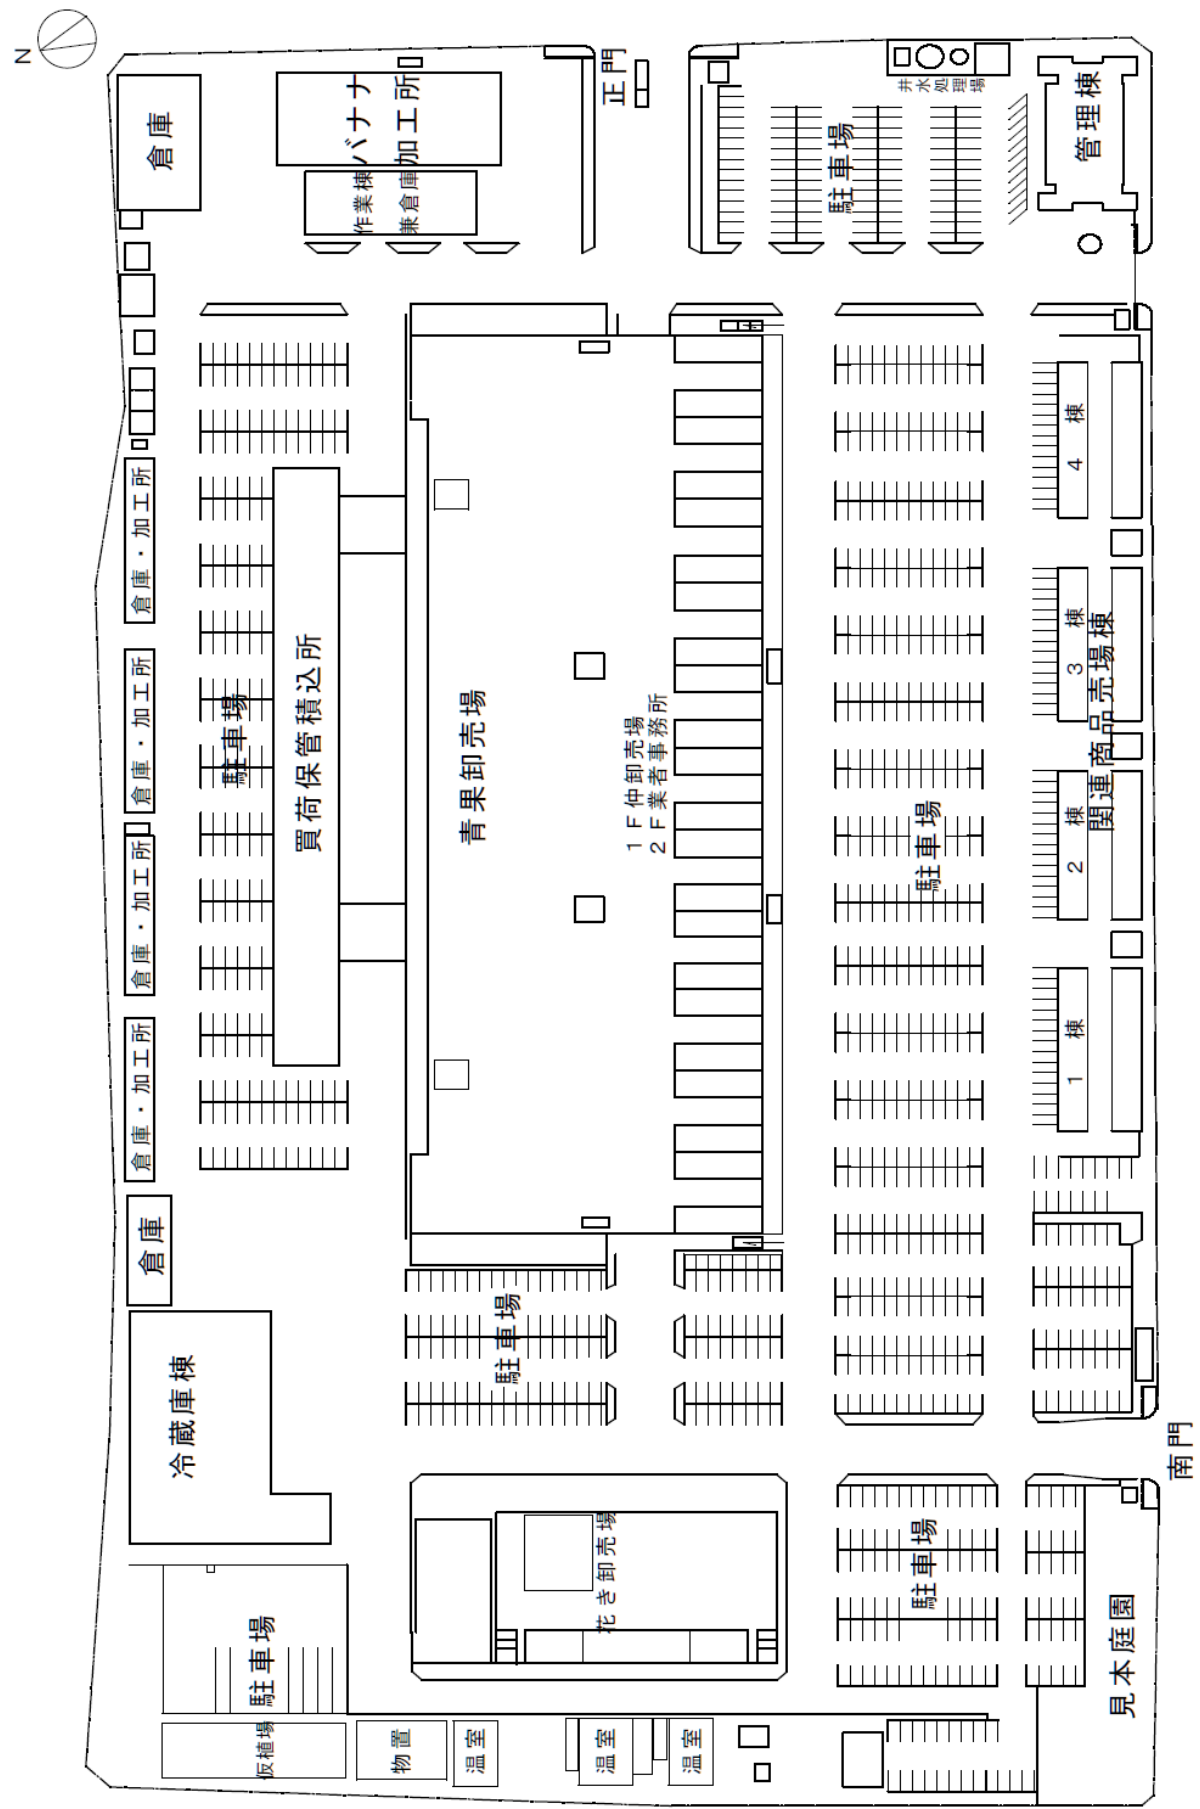 N
倉庫
バナナ
加工所
作業棟
兼倉庫
正門
井水処理場
管理棟
駐車場
倉庫・加工所
倉庫・加工所
倉庫・加工所
倉庫・加工所
駐車場
買荷保管積込所
青果卸売場
1F仲卸売場
2F業者事務所
駐車場
4棟
3棟
2棟
1棟
関連商品売場棟
倉庫
冷蔵庫棟
駐車場
南門
花き卸売場
駐車場
駐車場
見本庭園
仮植場
物置
温室
温室
温室